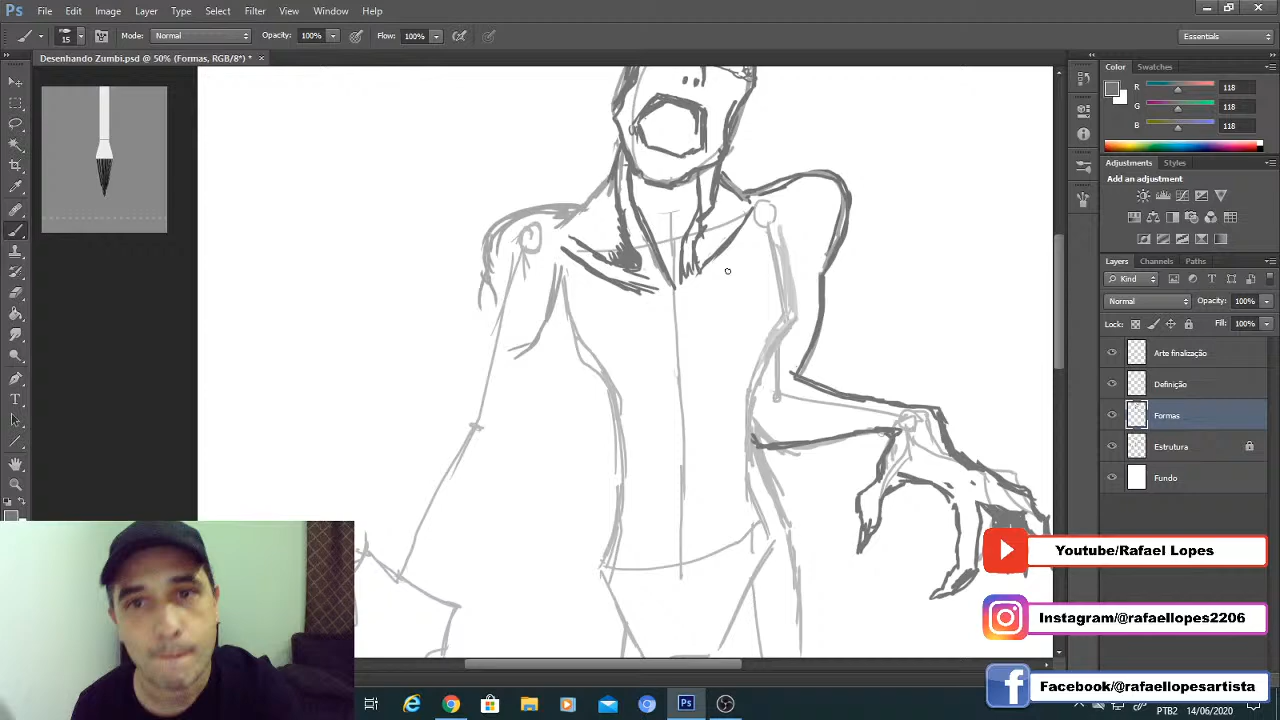 Ps File Edit Image Layer Type Select Filter View Window Help
15 Mode: Normal Opacity: 100% Flow: 100% Essentials
Desenhando Zumbi.psd @ 50% (Formas, RGB/8*) * ×
Color Swatches
R 118
G 118
B 118
Adjustments Styles
Add an adjustment
Layers Channels Paths
Kind
Normal Opacity: 100%
Lock: Fill: 100%
Arte finalização
Definição
Formas
Estrutura
Fundo
Youtube/Rafael Lopes
Instagram/@rafaellopes2206
Facebook/@rafaellopesartista
PTB2 14/06/2020